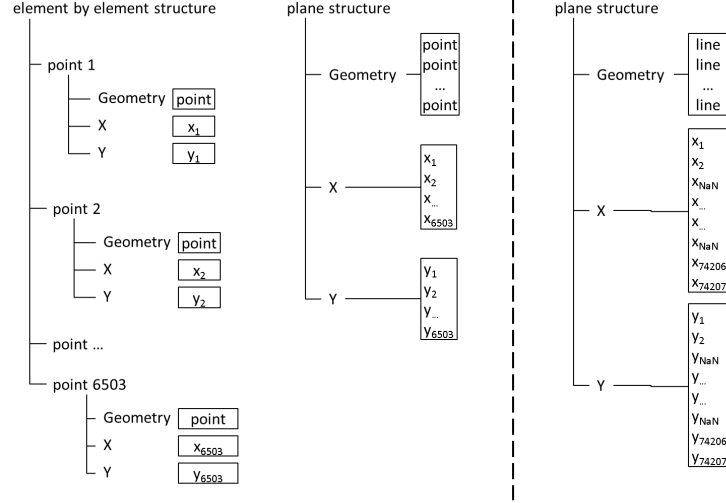 element by element structure
point 1
Geometry point
X x₁
Y y₁
point 2
Geometry point
X x₂
Y y₂
point ...
point 6503
Geometry point
X x₆₅₀₃
Y y₆₅₀₃
plane structure
Geometry
point
point
...
point
X
x₁
x₂
x...
x₆₅₀₃
Y
y₁
y₂
y...
y₆₅₀₃
plane structure
Geometry
line
line
...
line
X
x₁
x₂
xNaN
x...
x...
xNaN
x₇₄₂₀₆
x₇₄₂₀₇
Y
y₁
y₂
yNaN
y...
y...
yNaN
y₇₄₂₀₆
y₇₄₂₀₇